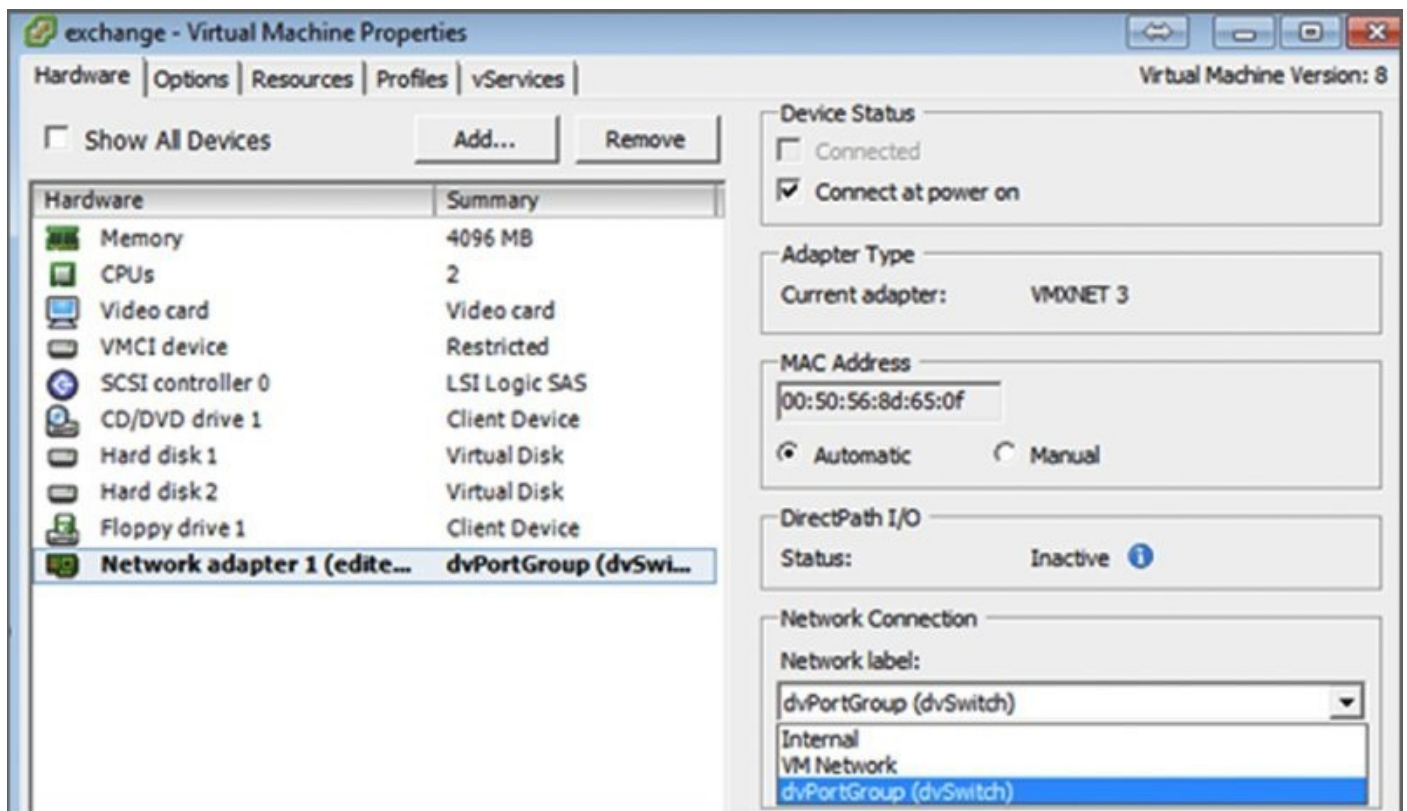 exchange - Virtual Machine Properties
Hardware Options Resources Profiles vServices
Virtual Machine Version: 8
Show All Devices Add... Remove
Hardware Summary
Memory 4096 MB
CPUs 2
Video card Video card
VMCI device Restricted
SCSI controller 0 LSI Logic SAS
CD/DVD drive 1 Client Device
Hard disk 1 Virtual Disk
Hard disk 2 Virtual Disk
Floppy drive 1 Client Device
Network adapter 1 (edite... dvPortGroup (dvSwi...
Device Status
Connected
Connect at power on
Adapter Type
Current adapter: VMXNET 3
MAC Address
00:50:56:8d:65:0f
Automatic Manual
DirectPath I/O
Status: Inactive
Network Connection
Network label:
dvPortGroup (dvSwitch)
Internal
VM Network
dvPortGroup (dvSwitch)